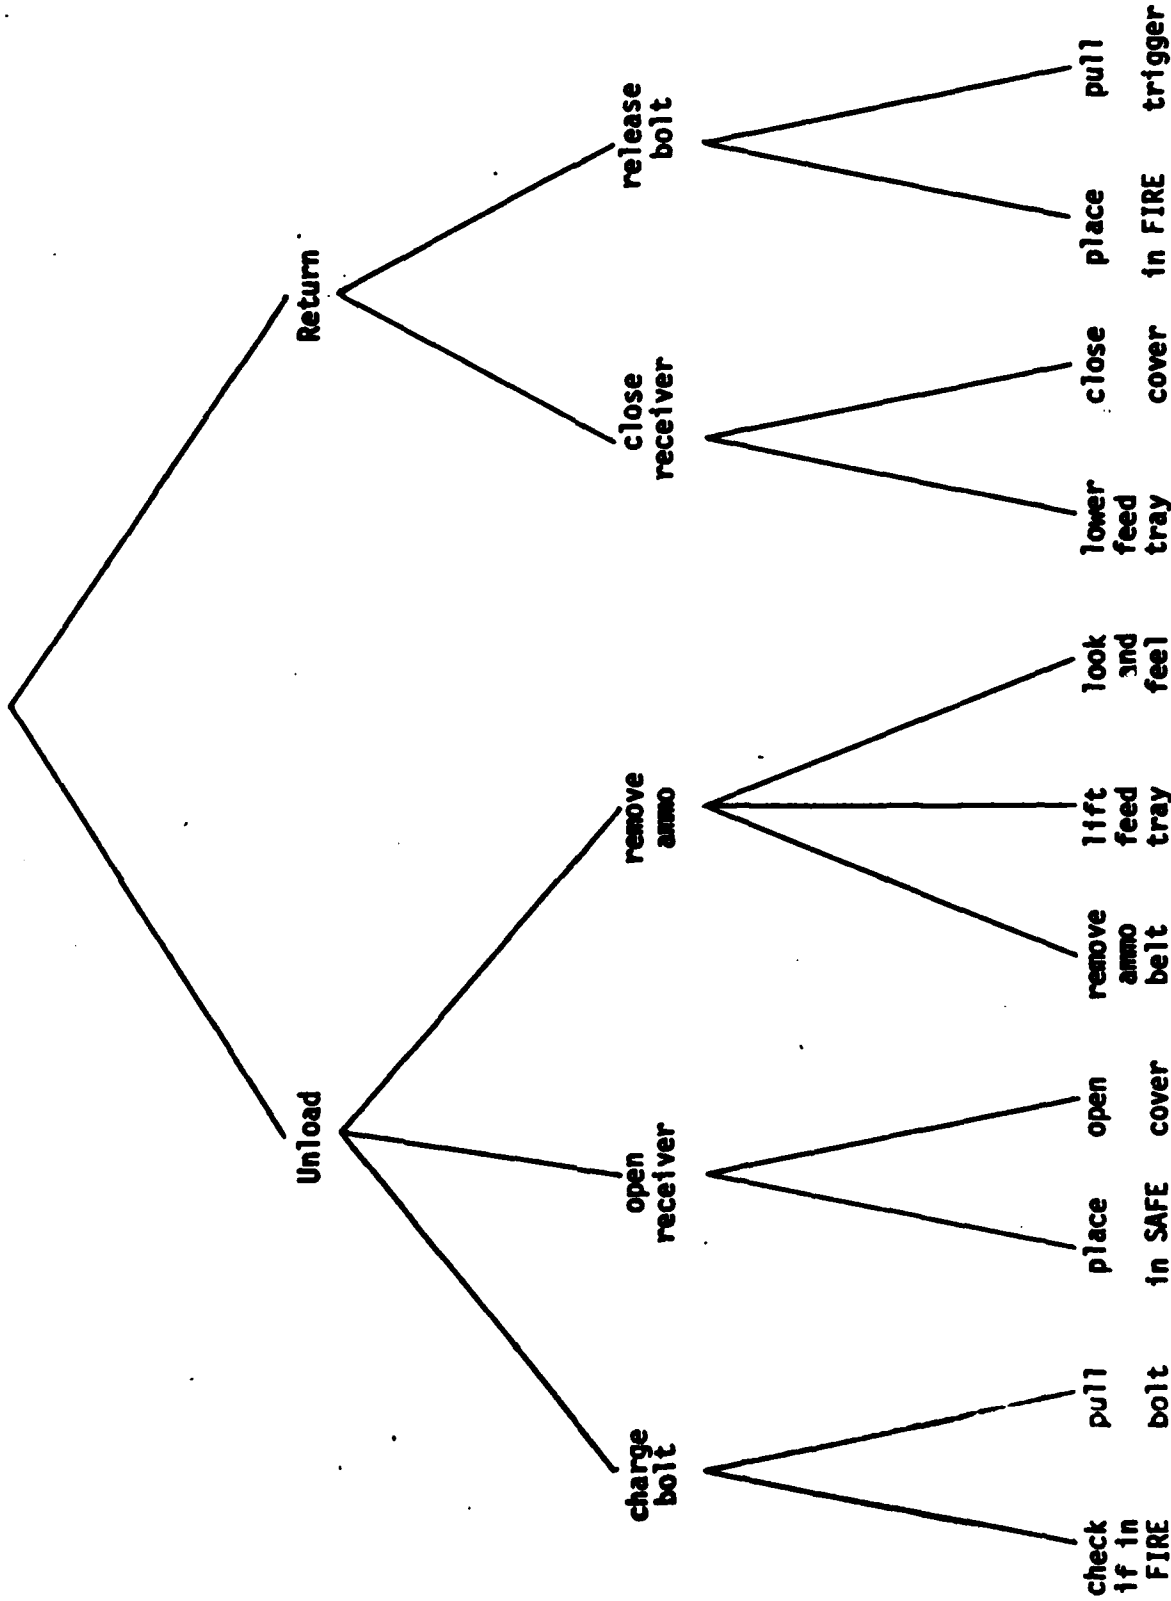 Unload
Return
charge
bolt
open
receiver
remove
ammo
close
receiver
release
bolt
check
if in
FIRE
pull
bolt
place
in SAFE
open
cover
remove
ammo
belt
lift
feed
tray
look
and
feel
lower
feed
tray
close
cover
place
in FIRE
pull
trigger